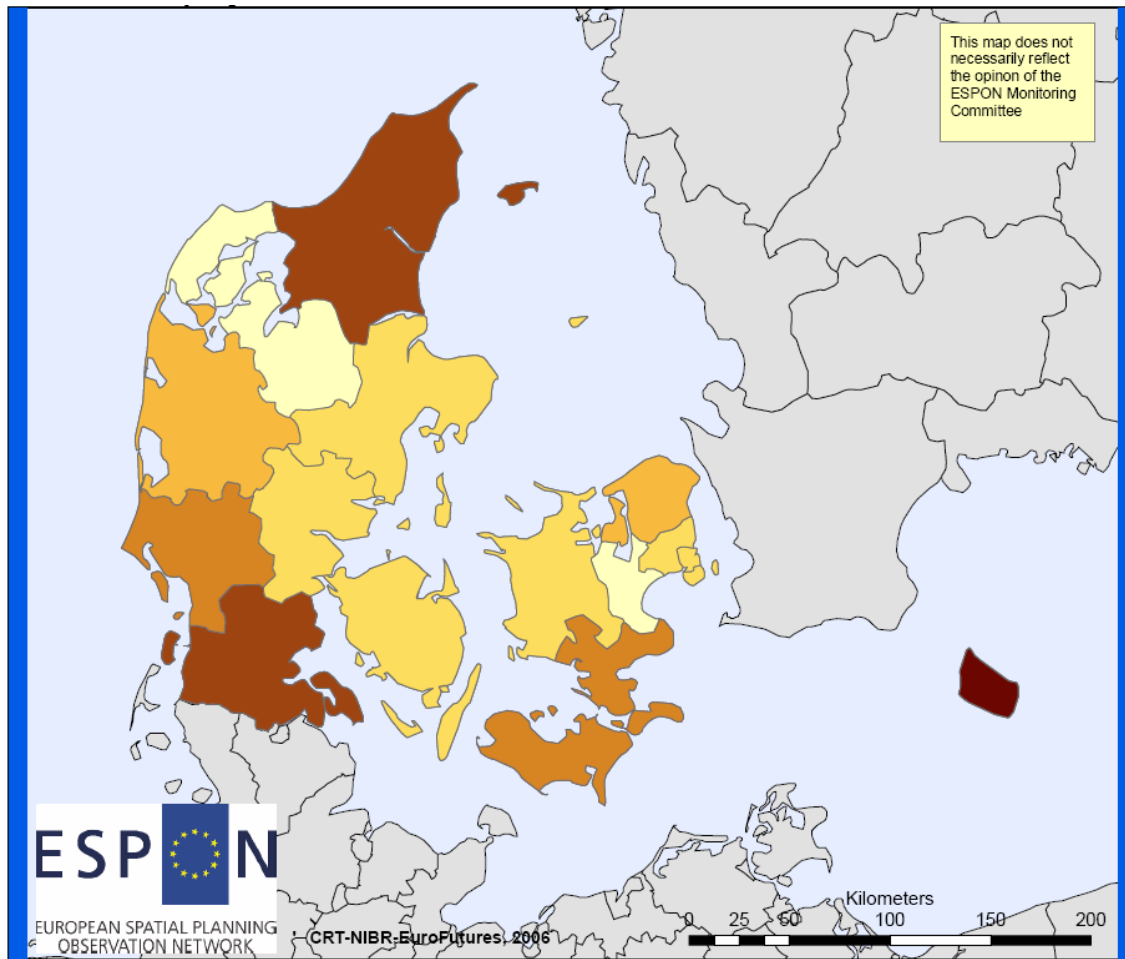 This map does not
necessarily reflect
the opinon of the
ESPON Monitoring
Committee
ESPON
EUROPEAN SPATIAL PLANNING
OBSERVATION NETWORK
CRT-NIBR-EuroFutures, 2006
Kilometers
0 25 50 100 150 200